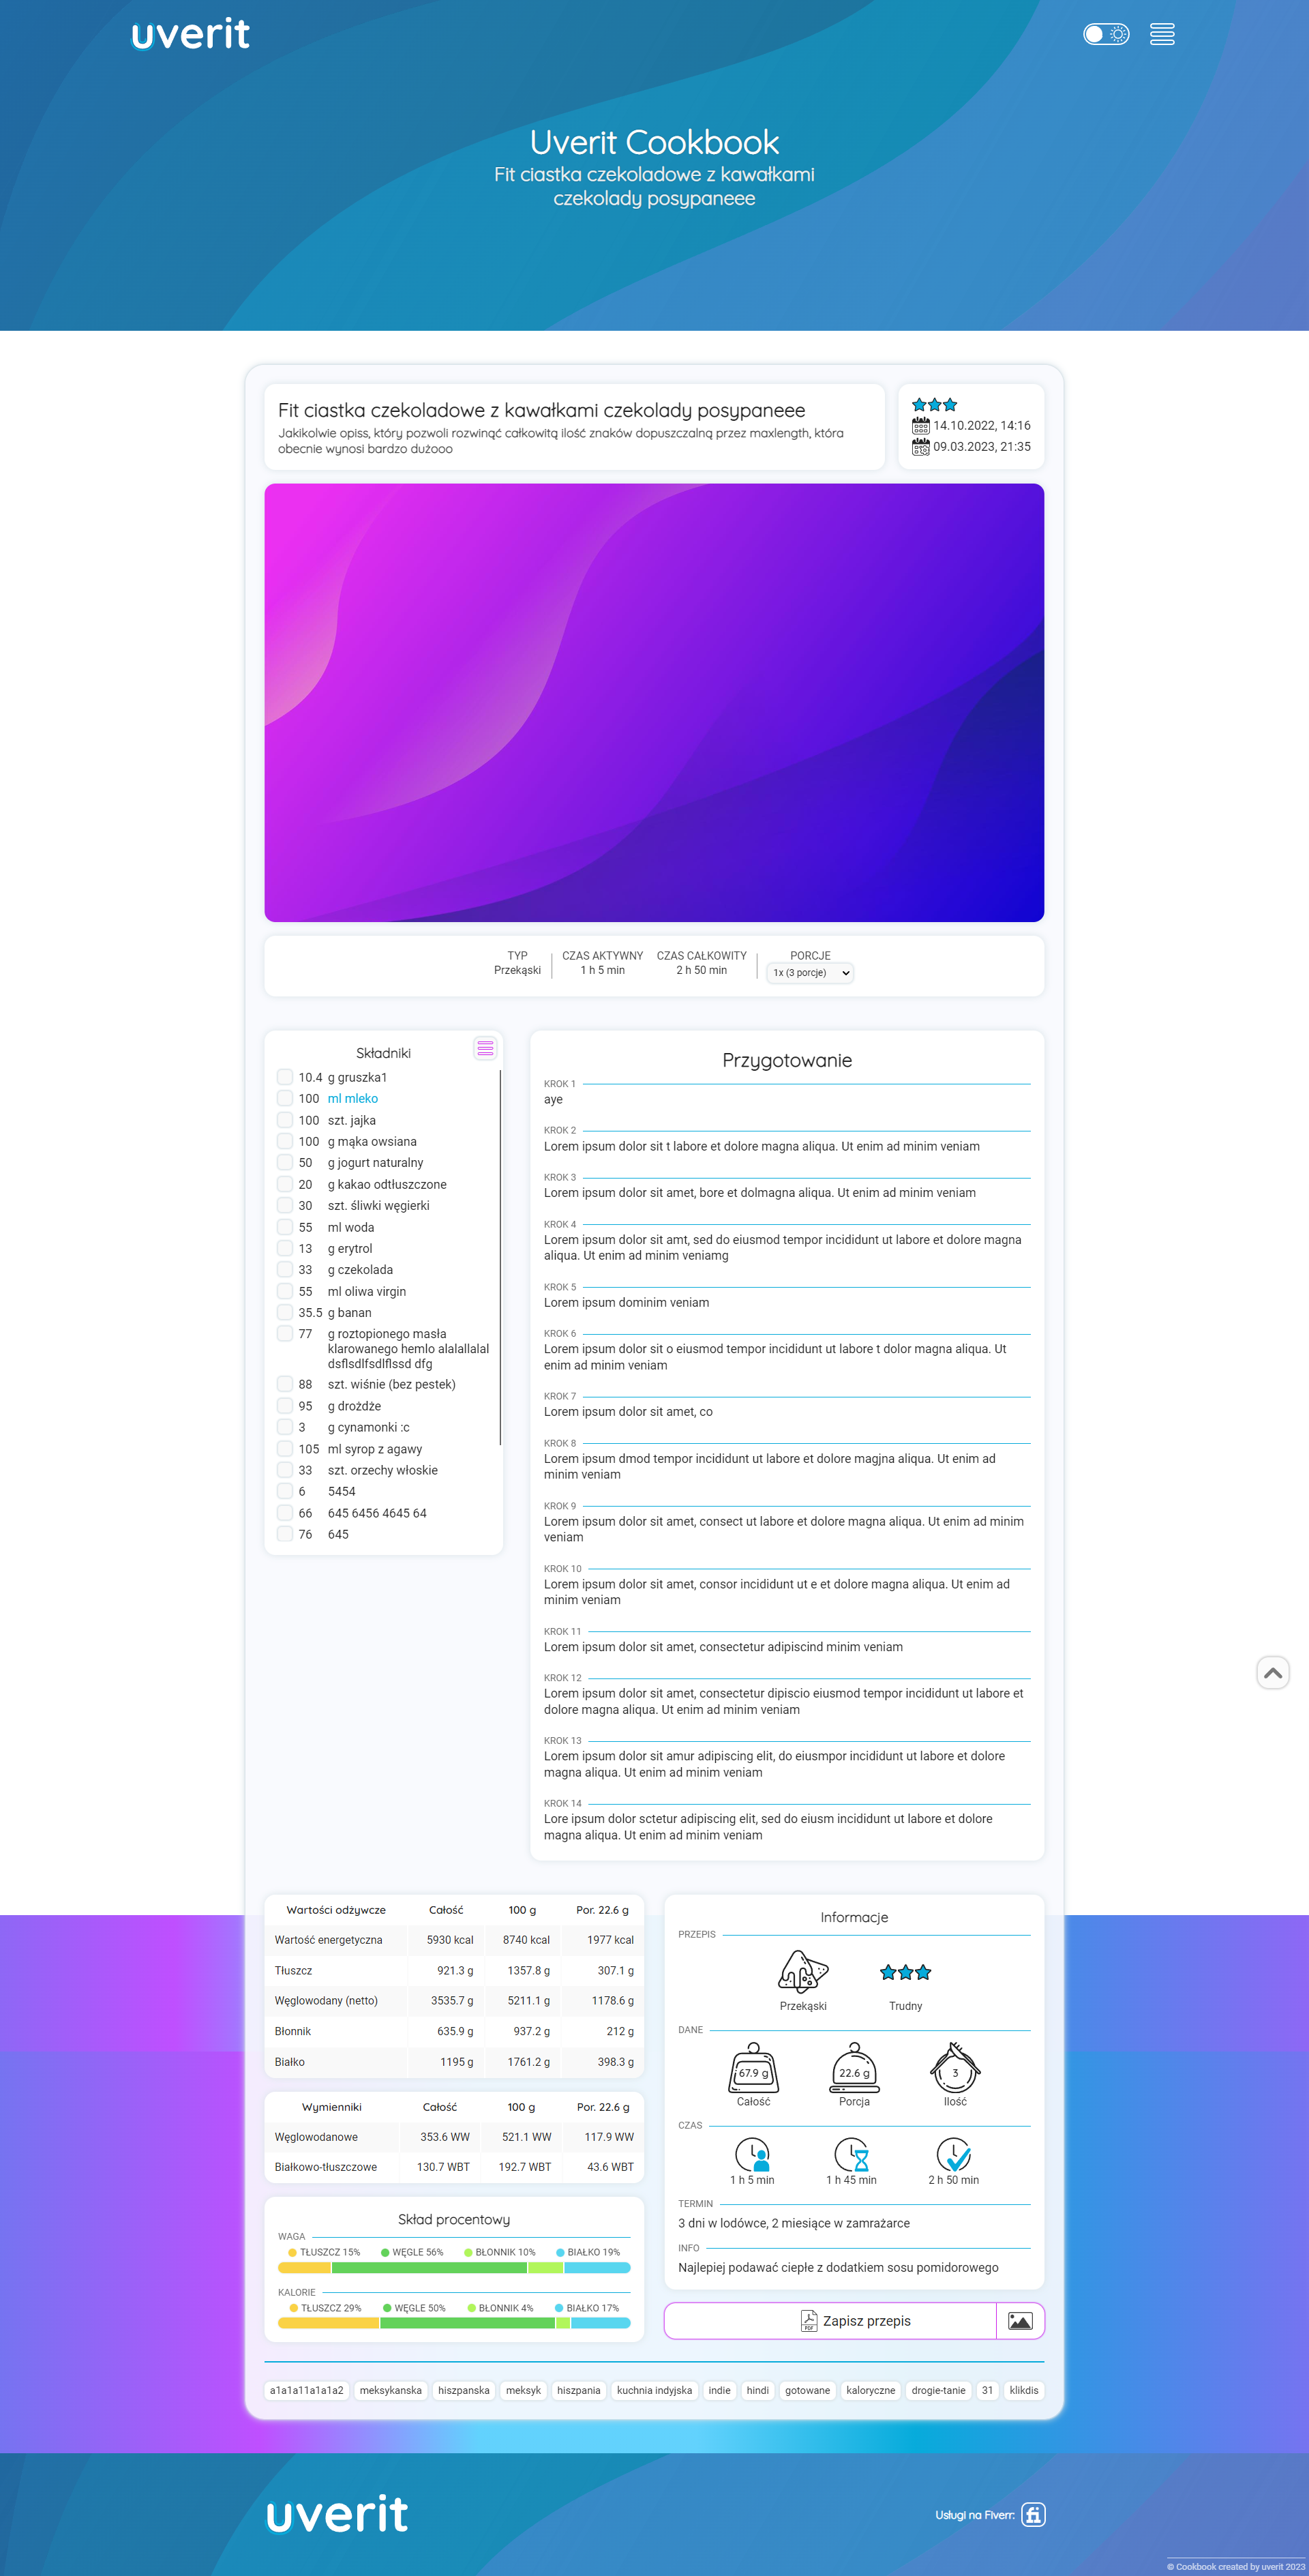 uverit
Uverit Cookbook
Fit ciastka czekoladowe z kawałkami
czekolady posypaneee
Fit ciastka czekoladowe z kawałkami czekolady posypaneee
Jakikolwie opiss, który pozwoli rozwinąć całkowitą ilość znaków dopuszczalną przez maxlength, która
obecnie wynosi bardzo dużooo
14.10.2022, 14:16
09.03.2023, 21:35
TYP
Przekąski
CZAS AKTYWNY
1 h 5 min
CZAS CAŁKOWITY
2 h 50 min
PORCJE
1x (3 porcje)
Składniki
10.4 g gruszka1
100 ml mleko
100 szt. jajka
100 g mąka owsiana
50 g jogurt naturalny
20 g kakao odtłuszczone
30 szt. śliwki węgierki
55 ml woda
13 g erytrol
33 g czekolada
55 ml oliwa virgin
35.5 g banan
77 g roztopionego masła
klarowanego hemlo alalallalal
dsflsdlfsdlflssd dfg
88 szt. wiśnie (bez pestek)
95 g drożdże
3 g cynamonki :c
105 ml syrop z agawy
33 szt. orzechy włoskie
6 5454
66 645 6456 4645 64
76 645
Przygotowanie
KROK 1
aye
KROK 2
Lorem ipsum dolor sit t labore et dolore magna aliqua. Ut enim ad minim veniam
KROK 3
Lorem ipsum dolor sit amet, bore et dolmagna aliqua. Ut enim ad minim veniam
KROK 4
Lorem ipsum dolor sit amt, sed do eiusmod tempor incididunt ut labore et dolore magna
aliqua. Ut enim ad minim veniamg
KROK 5
Lorem ipsum dominim veniam
KROK 6
Lorem ipsum dolor sit o eiusmod tempor incididunt ut labore t dolor magna aliqua. Ut
enim ad minim veniam
KROK 7
Lorem ipsum dolor sit amet, co
KROK 8
Lorem ipsum dmod tempor incididunt ut labore et dolore magjna aliqua. Ut enim ad
minim veniam
KROK 9
Lorem ipsum dolor sit amet, consect ut labore et dolore magna aliqua. Ut enim ad minim
veniam
KROK 10
Lorem ipsum dolor sit amet, consor incididunt ut e et dolore magna aliqua. Ut enim ad
minim veniam
KROK 11
Lorem ipsum dolor sit amet, consectetur adipiscind minim veniam
KROK 12
Lorem ipsum dolor sit amet, consectetur dipiscio eiusmod tempor incididunt ut labore et
dolore magna aliqua. Ut enim ad minim veniam
KROK 13
Lorem ipsum dolor sit amur adipiscing elit, do eiusmpor incididunt ut labore et dolore
magna aliqua. Ut enim ad minim veniam
KROK 14
Lore ipsum dolor sctetur adipiscing elit, sed do eiusm incididunt ut labore et dolore
magna aliqua. Ut enim ad minim veniam
Wartości odżywcze Całość 100 g Por. 22.6 g
Wartość energetyczna 5930 kcal 8740 kcal 1977 kcal
Tłuszcz 921.3 g 1357.8 g 307.1 g
Węglowodany (netto) 3535.7 g 5211.1 g 1178.6 g
Błonnik 635.9 g 937.2 g 212 g
Białko 1195 g 1761.2 g 398.3 g
Wymienniki Całość 100 g Por. 22.6 g
Węglowodanowe 353.6 WW 521.1 WW 117.9 WW
Białkowo-tłuszczowe 130.7 WBT 192.7 WBT 43.6 WBT
Skład procentowy
WAGA
TŁUSZCZ 15% WĘGLE 56% BŁONNIK 10% BIAŁKO 19%
KALORIE
TŁUSZCZ 29% WĘGLE 50% BŁONNIK 4% BIAŁKO 17%
Informacje
PRZEPIS
Przekąski Trudny
DANE
67.9 g 22.6 g 3
Całość Porcja Ilość
CZAS
1 h 5 min 1 h 45 min 2 h 50 min
TERMIN
3 dni w lodówce, 2 miesiące w zamrażarce
INFO
Najlepiej podawać ciepłe z dodatkiem sosu pomidorowego
PDF Zapisz przepis
a1a1a11a1a1a2 meksykanska hiszpanska meksyk hiszpania kuchnia indyjska indie hindi gotowane kaloryczne drogie-tanie 31 klikdis
uverit
Usługi na Fiverr: fi
© Cookbook created by uverit 2023